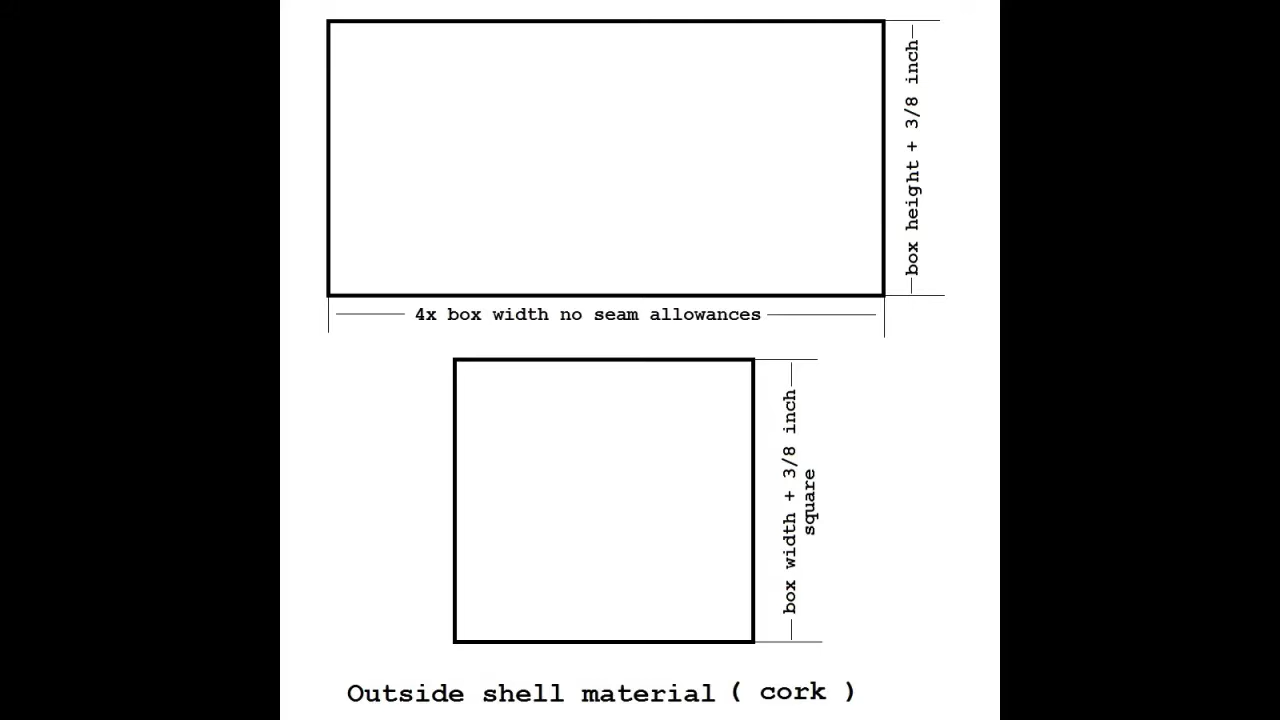 box height + 3/8 inch
4x box width no seam allowances
box width + 3/8 inch
square
Outside shell material ( cork )